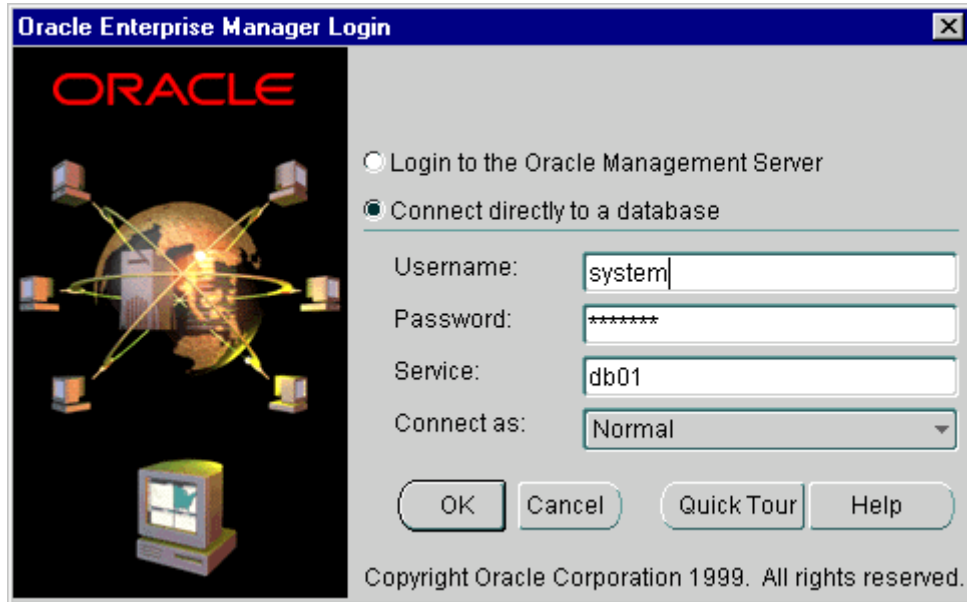 Oracle Enterprise Manager Login
ORACLE
Login to the Oracle Management Server
Connect directly to a database
Username: system
Password: *******
Service: db01
Connect as: Normal
OK Cancel Quick Tour Help
Copyright Oracle Corporation 1999. All rights reserved.